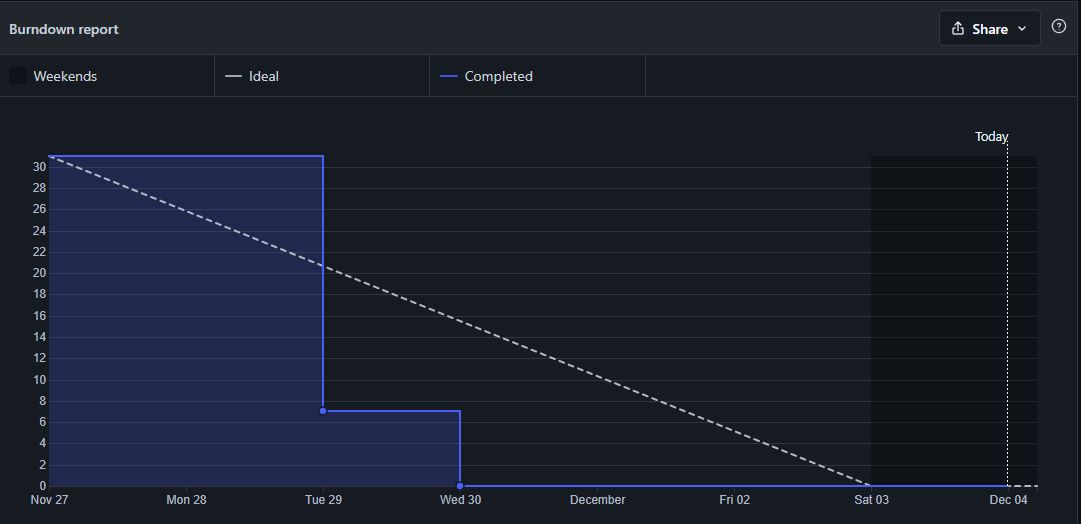 Burndown report
Share
Weekends
Ideal
Completed
Today
30
28
26
24
22
20
18
16
14
12
10
8
6
4
2
0
Nov 27 Mon 28 Tue 29 Wed 30 December Fri 02 Sat 03 Dec 04